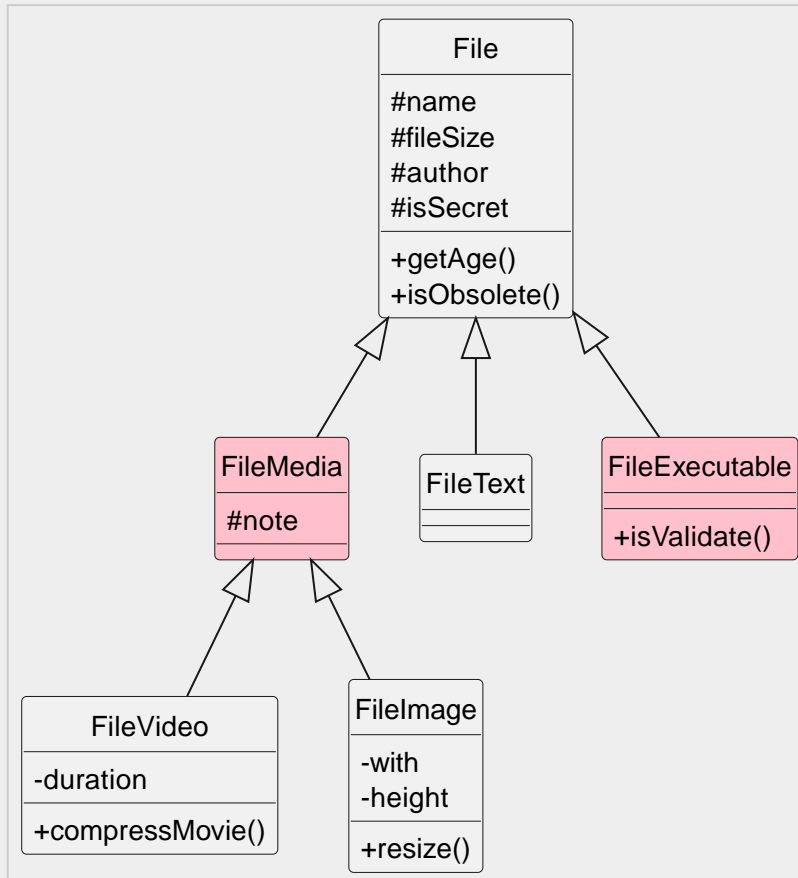 File
#name
#fileSize
#author
#isSecret
+getAge()
+isObsolete()
FileMedia
#note
FileText
FileExecutable
+isValidate()
FileVideo
-duration
+compressMovie()
FileImage
-with
-height
+resize()